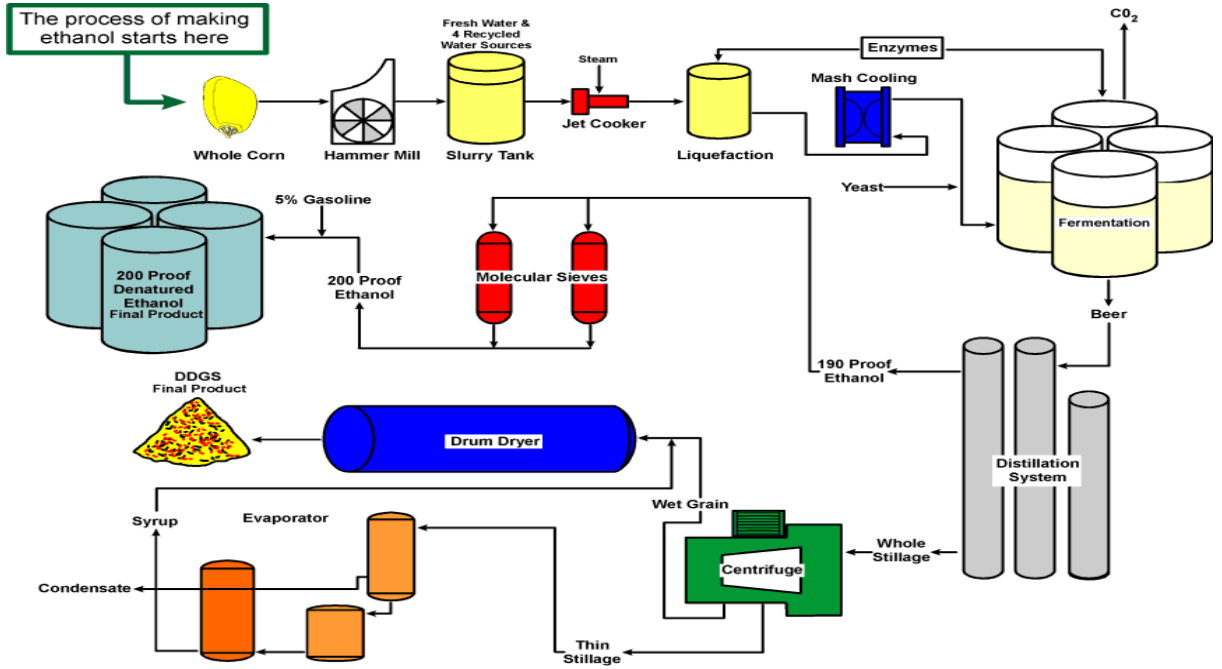 The process of making
ethanol starts here
Fresh Water &
4 Recycled
Water Sources
Steam
Enzymes
C0₂
Mash Cooling
Whole Corn
Hammer Mill
Slurry Tank
Jet Cooker
Liquefaction
Yeast
Fermentation
5% Gasoline
200 Proof
Denatured
Ethanol
Final Product
200 Proof
Ethanol
Molecular Sieves
Beer
190 Proof
Ethanol
DDGS
Final Product
Drum Dryer
Distillation
System
Wet Grain
Syrup
Evaporator
Whole
Stillage
Centrifuge
Condensate
Thin
Stillage